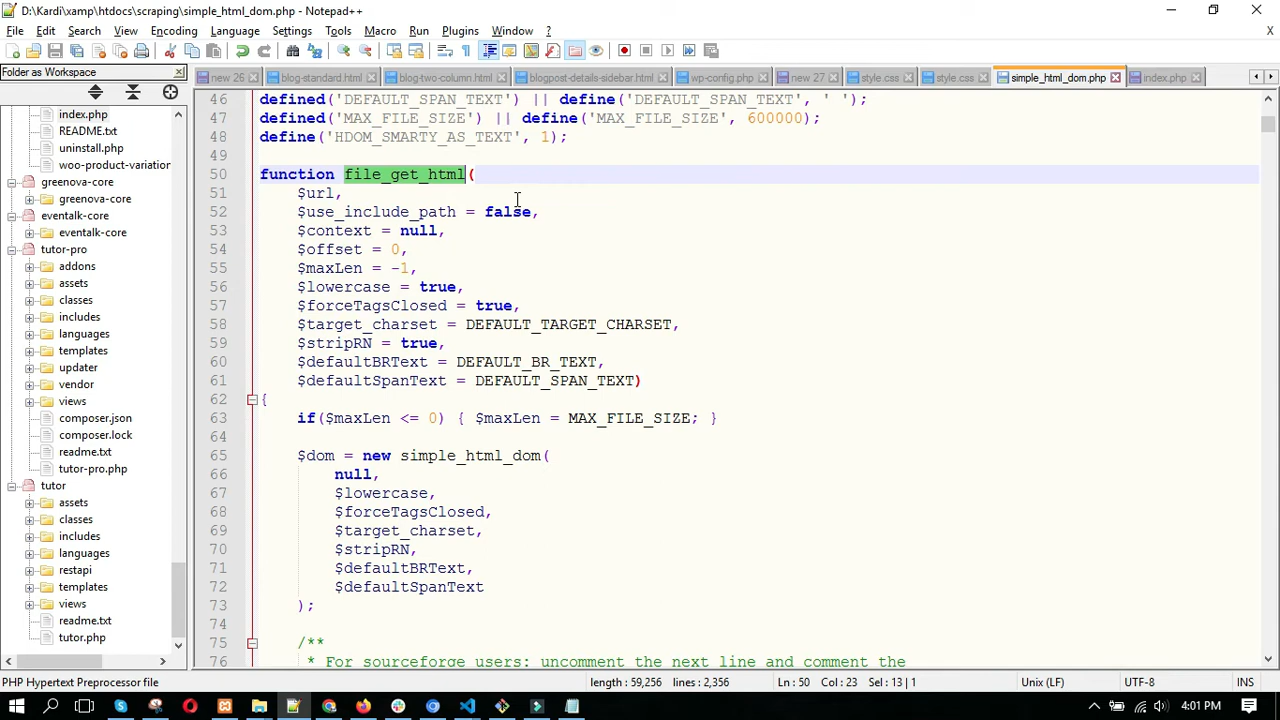 D:\Kardi\xamp\htdocs\scraping\simple_html_dom.php - Notepad++
File Edit Search View Encoding Language Settings Tools Macro Run Plugins Window ?
Folder as Workspace
new 26 blog-standard.html blog-two-column.html blogpost-details-sidebar.html wp-config.php new 27 style.css style.css simple_html_dom.php index.php
index.php
README.txt
uninstall.php
woo-product-variation
greenova-core
greenova-core
eventalk-core
eventalk-core
tutor-pro
addons
assets
classes
includes
languages
templates
updater
vendor
views
composer.json
composer.lock
readme.txt
tutor-pro.php
tutor
assets
classes
includes
languages
restapi
templates
views
readme.txt
tutor.php
46 defined('DEFAULT_SPAN_TEXT') || define('DEFAULT_SPAN_TEXT', ' ');
47 defined('MAX_FILE_SIZE') || define('MAX_FILE_SIZE', 600000);
48 define('HDOM_SMARTY_AS_TEXT', 1);
49
50 function file_get_html(
51 $url,
52 $use_include_path = false,
53 $context = null,
54 $offset = 0,
55 $maxLen = -1,
56 $lowercase = true,
57 $forceTagsClosed = true,
58 $target_charset = DEFAULT_TARGET_CHARSET,
59 $stripRN = true,
60 $defaultBRText = DEFAULT_BR_TEXT,
61 $defaultSpanText = DEFAULT_SPAN_TEXT)
62 {
63 if($maxLen <= 0) { $maxLen = MAX_FILE_SIZE; }
64
65 $dom = new simple_html_dom(
66 null,
67 $lowercase,
68 $forceTagsClosed,
69 $target_charset,
70 $stripRN,
71 $defaultBRText,
72 $defaultSpanText
73 );
74
75 /**
76 * For sourceforge users: uncomment the next line and comment the
PHP Hypertext Preprocessor file length : 59,256 lines : 2,356 Ln : 50 Col : 23 Sel : 13 | 1 Unix (LF) UTF-8 INS
4:01 PM